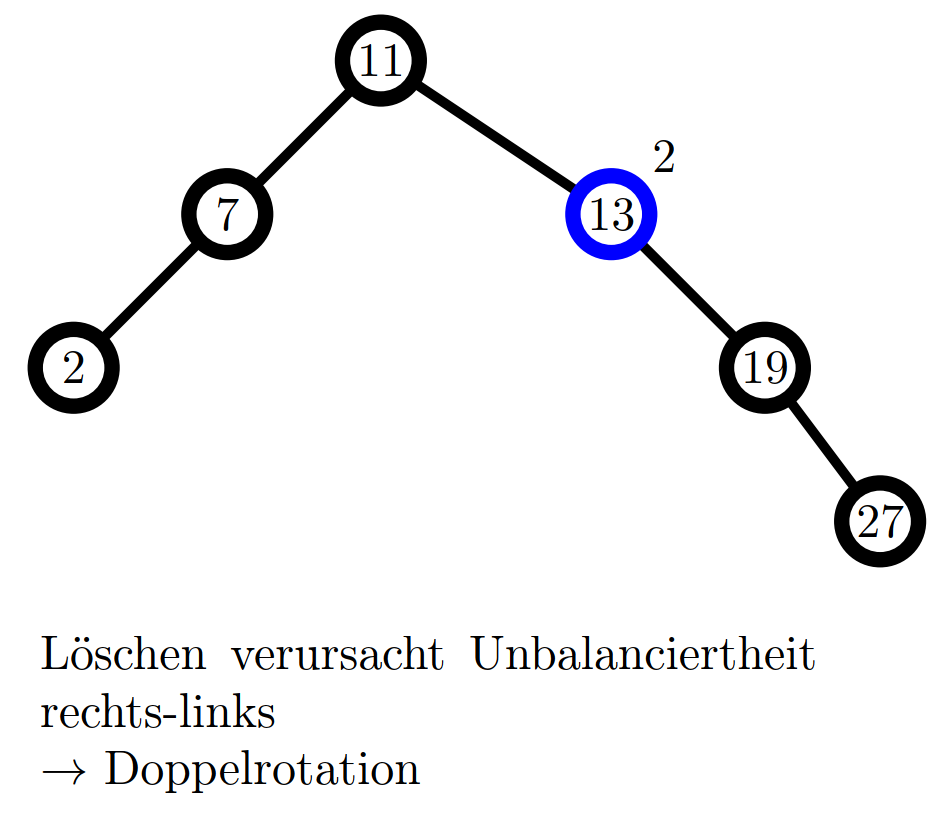 11
2
7
13
2
19
27
Löschen verursacht Unbalanciertheit
rechts-links
→ Doppelrotation